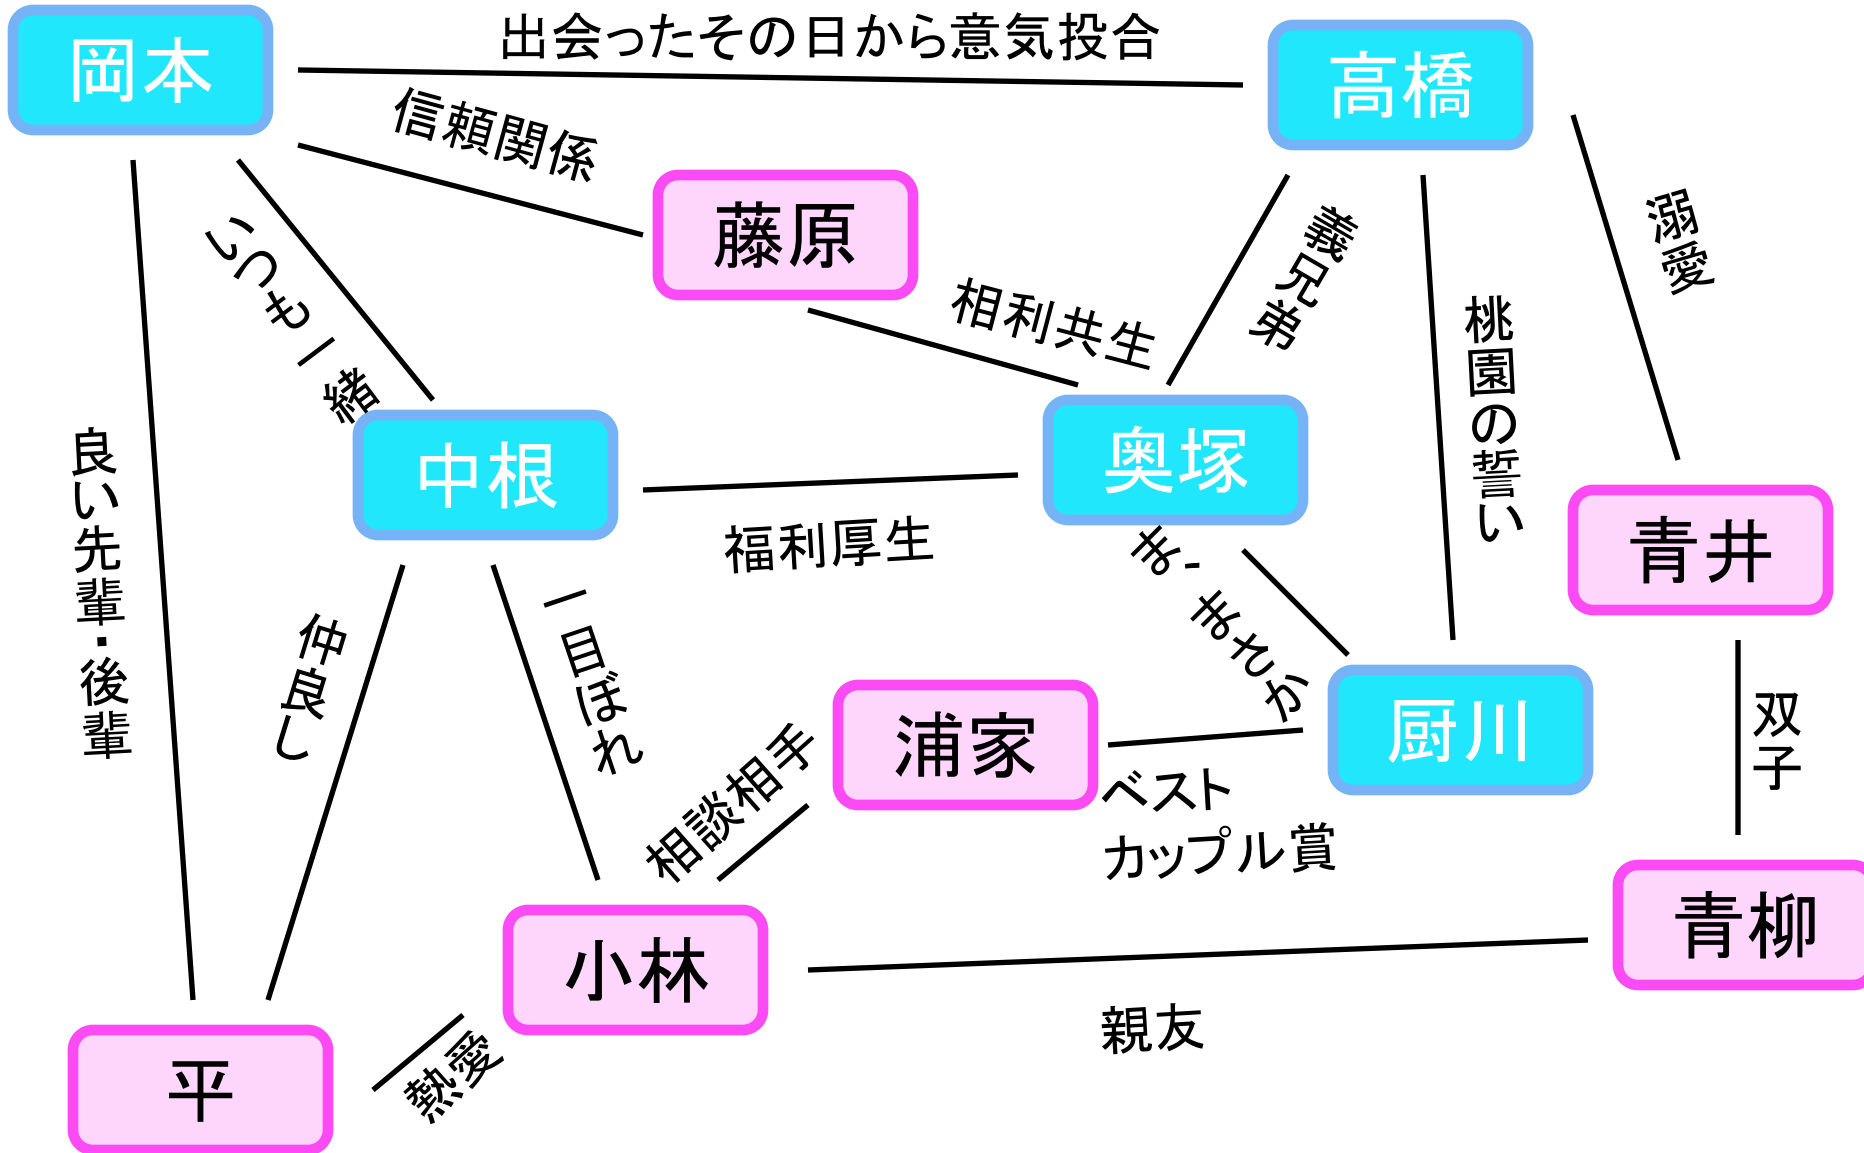 岡本
出会ったその日から意気投合
高橋
信頼関係
藤原
溺愛
いつも一緒
相利共生
義兄弟
桃園の誓い
良い先輩・後輩
中根
奥塚
福利厚生
ま、まさか
青井
仲良し
一目ぼれ
浦家
厨川
双子
相談相手
ベスト
カップル賞
小林
青柳
親友
熱愛
平